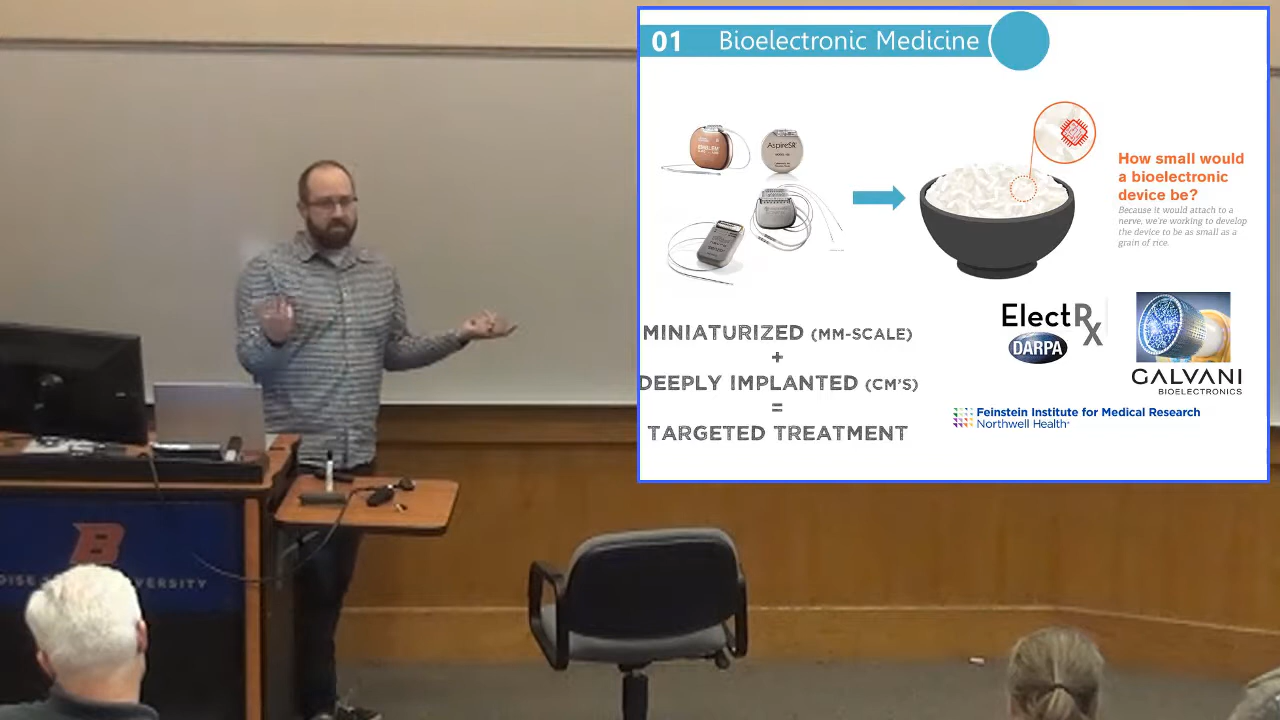 01 Bioelectronic Medicine
AspireSR
How small would
a bioelectronic
device be?
Because it would attach to a
nerve, we're working to develop
the device to be as small as a
grain of rice.
MINIATURIZED (MM-SCALE)
+
DEEPLY IMPLANTED (CM'S)
=
TARGETED TREATMENT
ElectRx
DARPA
GALVANI
BIOELECTRONICS
Feinstein Institute for Medical Research
Northwell Health
B